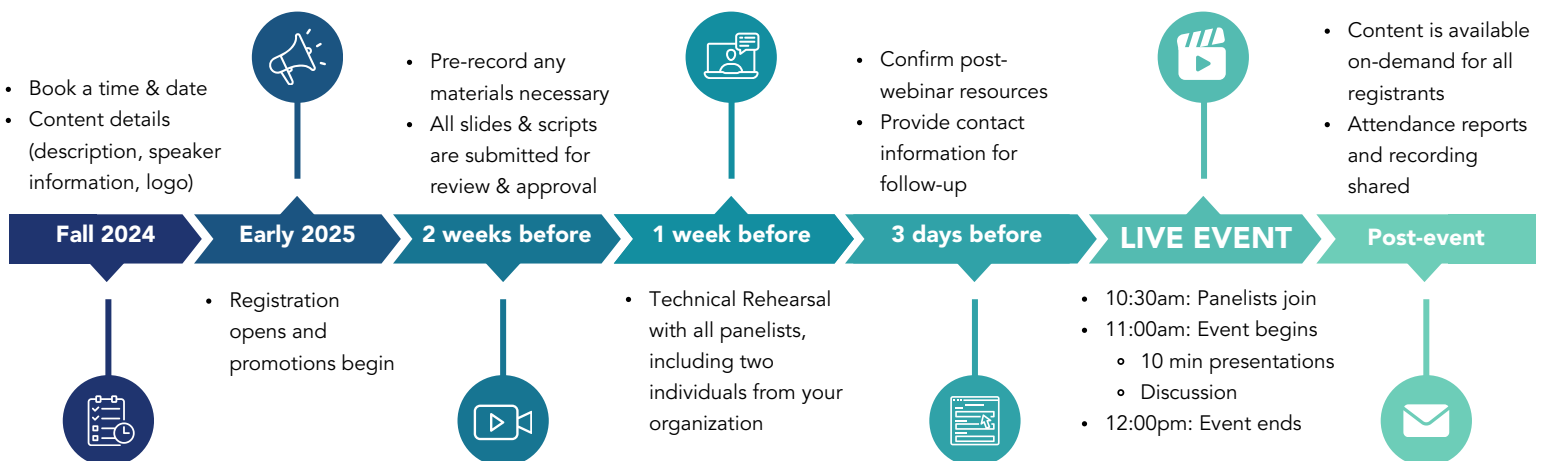 • Book a time & date
• Content details
(description, speaker
information, logo)
Fall 2024
Early 2025
• Registration
opens and
promotions begin
• Pre-record any
materials necessary
• All slides & scripts
are submitted for
review & approval
2 weeks before
1 week before
• Technical Rehearsal
with all panelists,
including two
individuals from your
organization
• Confirm post-
webinar resources
• Provide contact
information for
follow-up
3 days before
LIVE EVENT
• 10:30am: Panelists join
• 11:00am: Event begins
◦ 10 min presentations
◦ Discussion
• 12:00pm: Event ends
• Content is available
on-demand for all
registrants
• Attendance reports
and recording
shared
Post-event